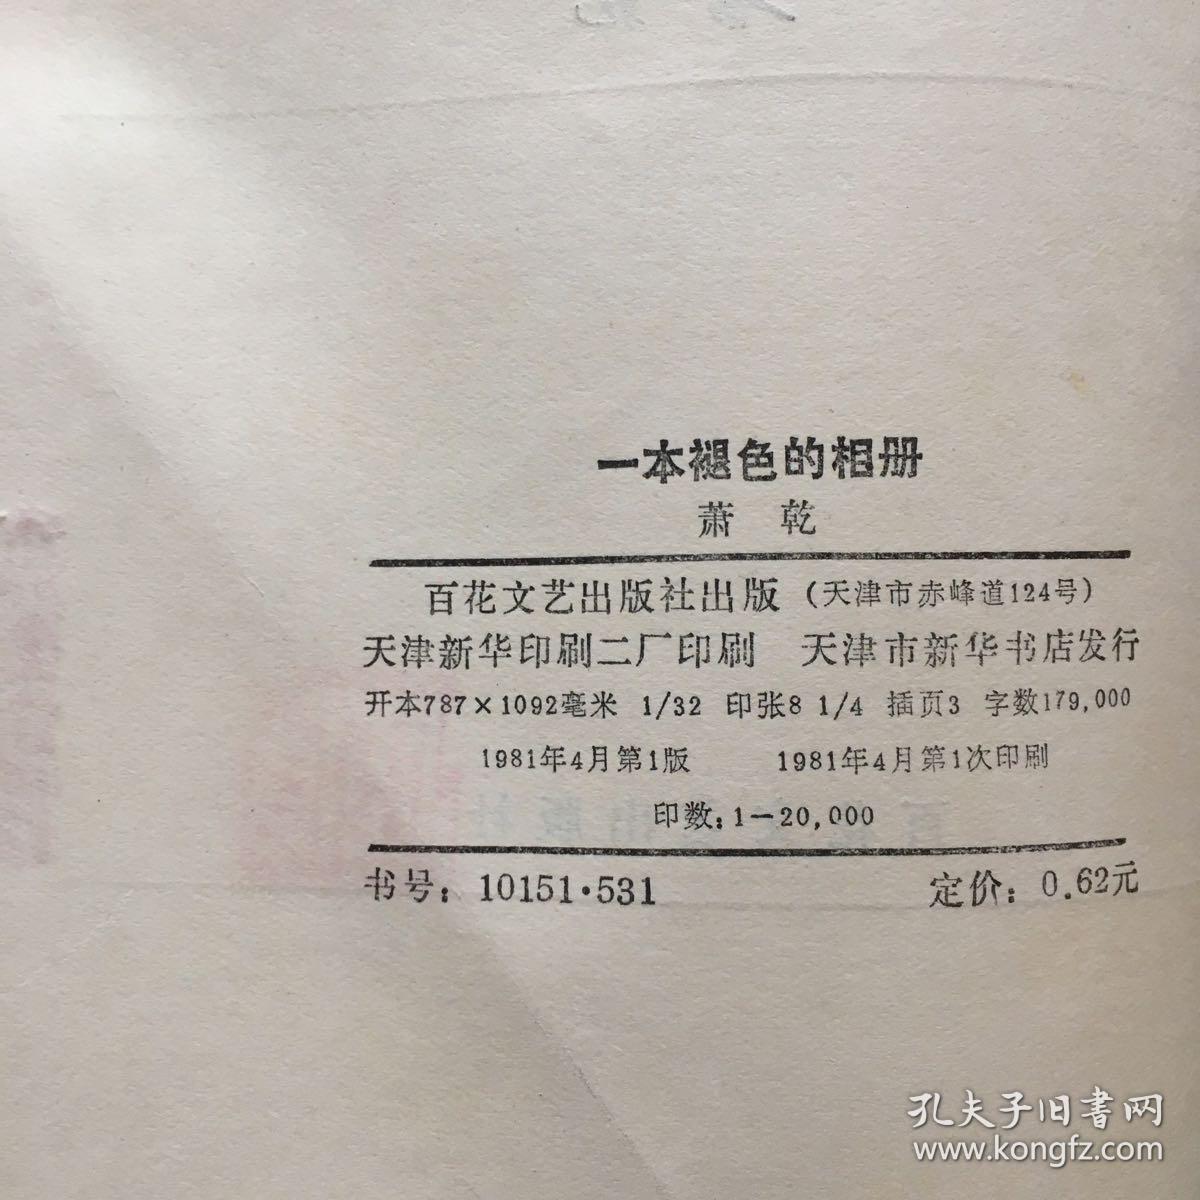 一本褪色的相册
萧 乾
百花文艺出版社出版 (天津市赤峰道124号)
天津新华印刷二厂印刷 天津市新华书店发行
开本787×1092毫米 1/32 印张8 1/4 插页3 字数179,000
1981年4月第1版 1981年4月第1次印刷
印数：1—20,000
书号：10151·531 定价：0.62元
孔夫子旧书网
www.kongfz.com